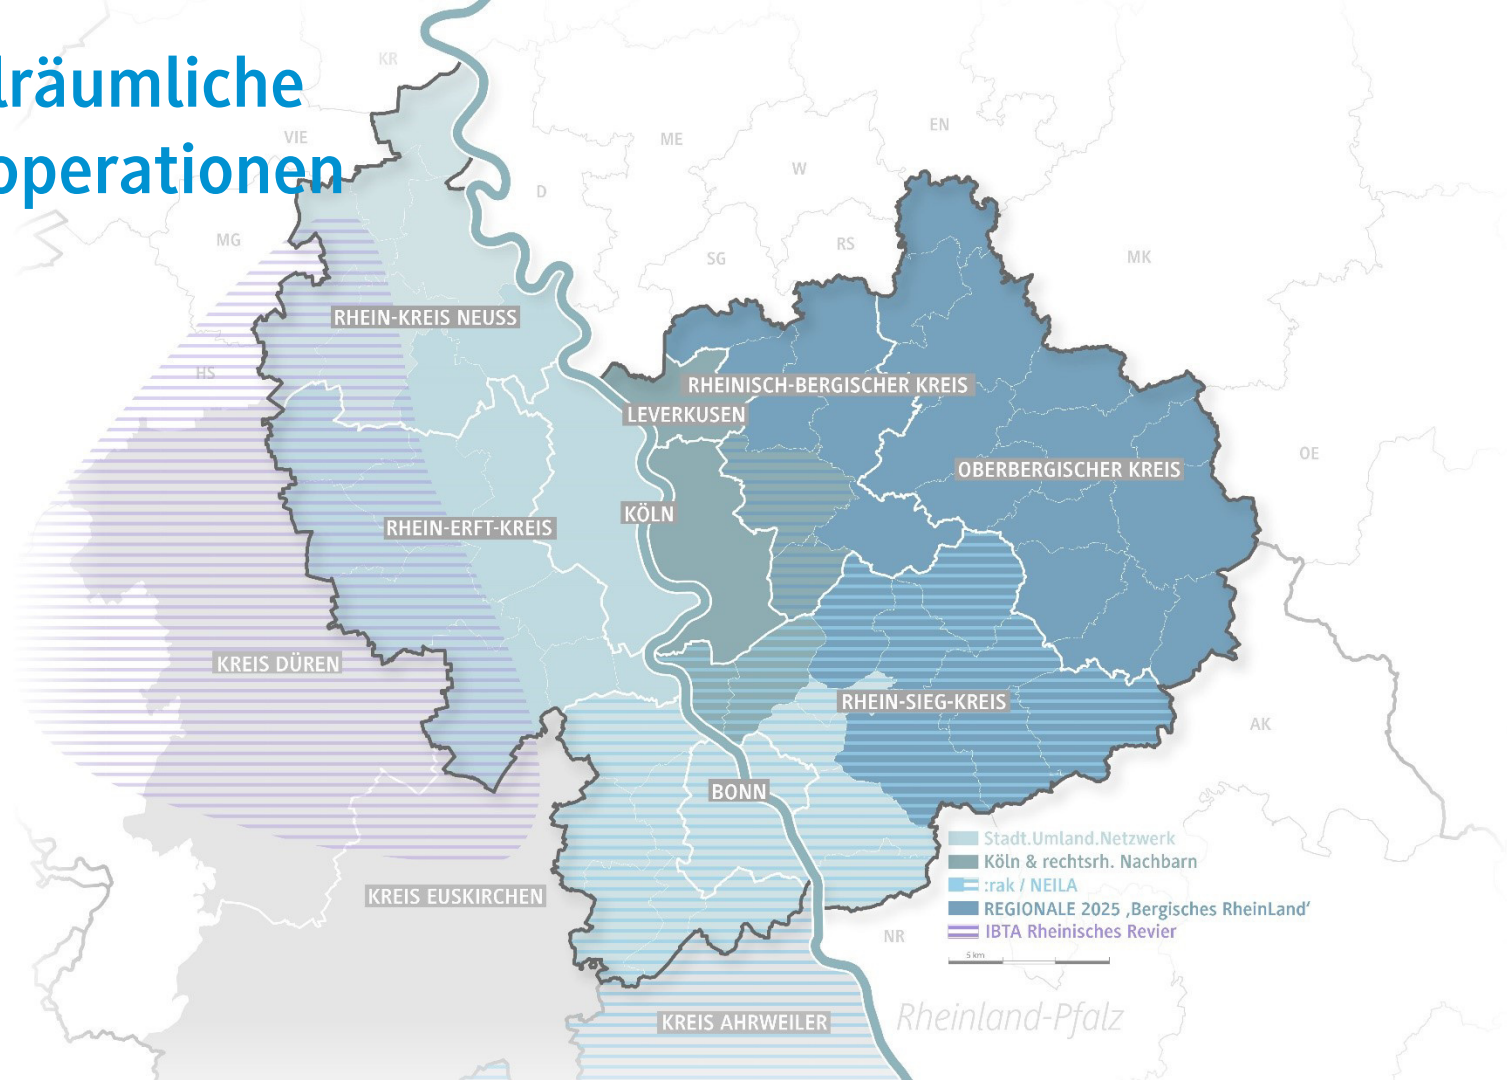 lräumliche
operationen
KR
VIE
ME
EN
W
D
MG
RS
SG
MK
RHEIN-KREIS NEUSS
HS
RHEINISCH-BERGISCHER KREIS
LEVERKUSEN
OE
OBERBERGISCHER KREIS
KÖLN
RHEIN-ERFT-KREIS
KREIS DÜREN
RHEIN-SIEG-KREIS
AK
BONN
Stadt.Umland.Netzwerk
Köln & rechtsrh. Nachbarn
:rak / NEILA
REGIONALE 2025 ‚Bergisches RheinLand‘
IBTA Rheinisches Revier
KREIS EUSKIRCHEN
NR
5 km
Rheinland-Pfalz
KREIS AHRWEILER